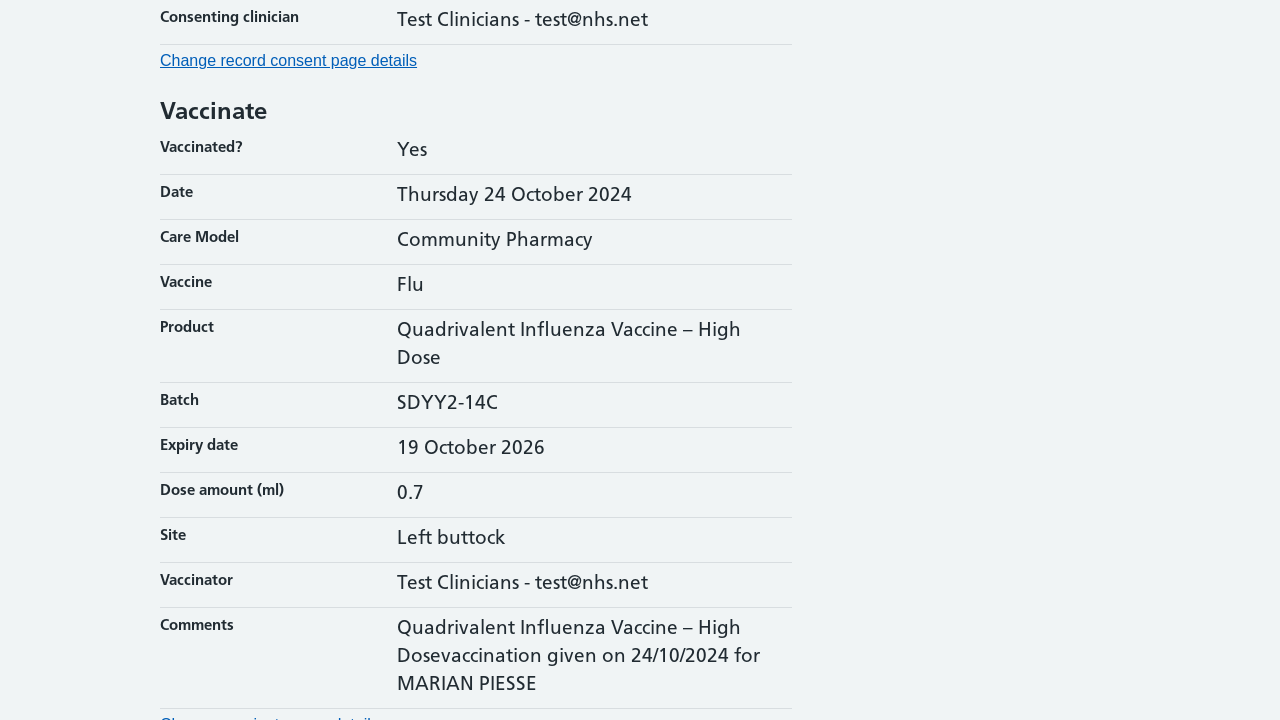 Consenting clinician Test Clinicians - test@nhs.net
Change record consent page details
Vaccinate
Vaccinated? Yes
Date Thursday 24 October 2024
Care Model Community Pharmacy
Vaccine Flu
Product Quadrivalent Influenza Vaccine – High
Dose
Batch SDYY2-14C
Expiry date 19 October 2026
Dose amount (ml) 0.7
Site Left buttock
Vaccinator Test Clinicians - test@nhs.net
Comments Quadrivalent Influenza Vaccine – High
Dosevaccination given on 24/10/2024 for
MARIAN PIESSE